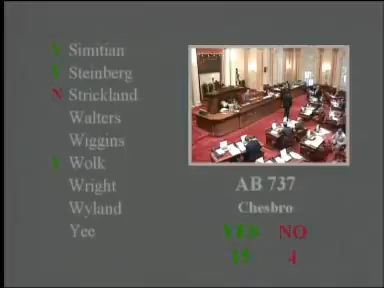 Y Simitian
Y Steinberg
N Strickland
Walters
Wiggins
Y Wolk
Wright
Wyland
Yee
AB 737
Chesbro
YES NO
15 4